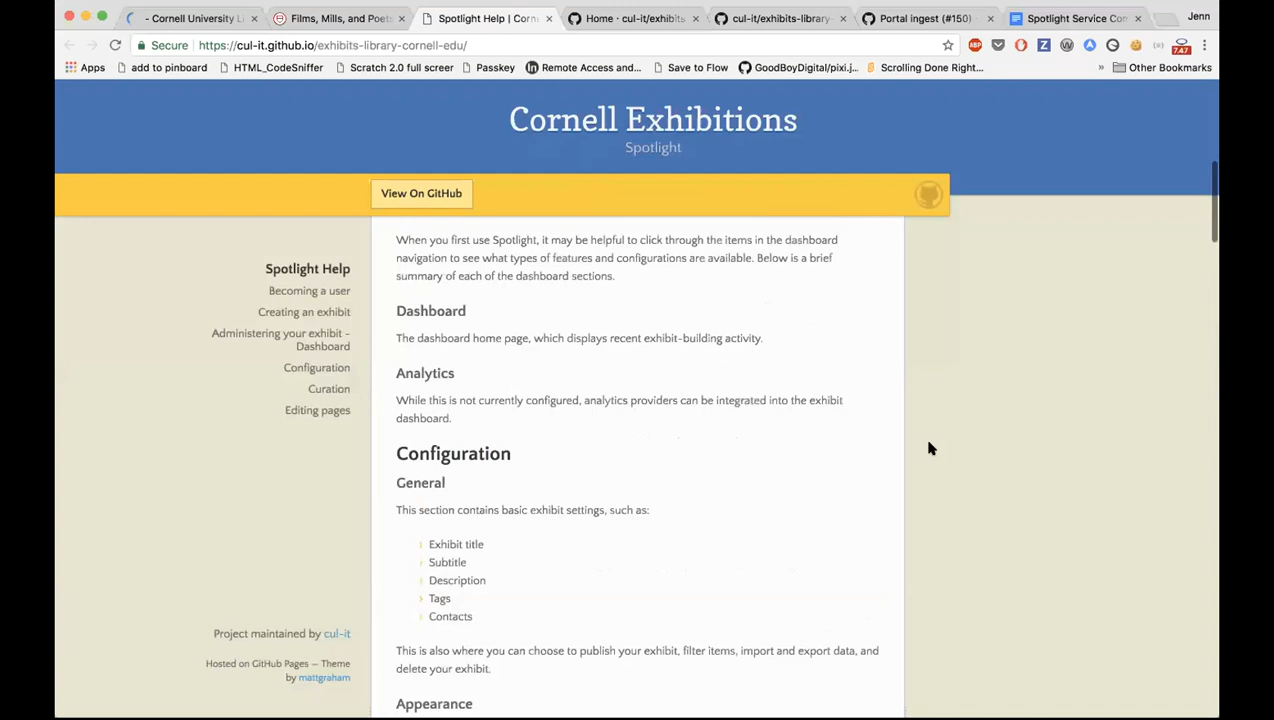 - Cornell University Li
Films, Mills, and Poets
Spotlight Help | Corne
Home · cul-it/exhibits
cul-it/exhibits-library-
Portal ingest (#150) ·
Spotlight Service Com
Jenn
Secure
https://cul-it.github.io/exhibits-library-cornell-edu/
7.47
Apps
add to pinboard
HTML_CodeSniffer
Scratch 2.0 full screer
Passkey
Remote Access and...
Save to Flow
GoodBoyDigital/pixi.j...
Scrolling Done Right...
»
Other Bookmarks
Cornell Exhibitions
Spotlight
View On GitHub
Spotlight Help
Becoming a user
Creating an exhibit
Administering your exhibit -
Dashboard
Configuration
Curation
Editing pages
Project maintained by cul-it
Hosted on GitHub Pages — Theme
by mattgraham
When you first use Spotlight, it may be helpful to click through the items in the dashboard
navigation to see what types of features and configurations are available. Below is a brief
summary of each of the dashboard sections.
Dashboard
The dashboard home page, which displays recent exhibit-building activity.
Analytics
While this is not currently configured, analytics providers can be integrated into the exhibit
dashboard.
Configuration
General
This section contains basic exhibit settings, such as:
Exhibit title
Subtitle
Description
Tags
Contacts
This is also where you can choose to publish your exhibit, filter items, import and export data, and
delete your exhibit.
Appearance